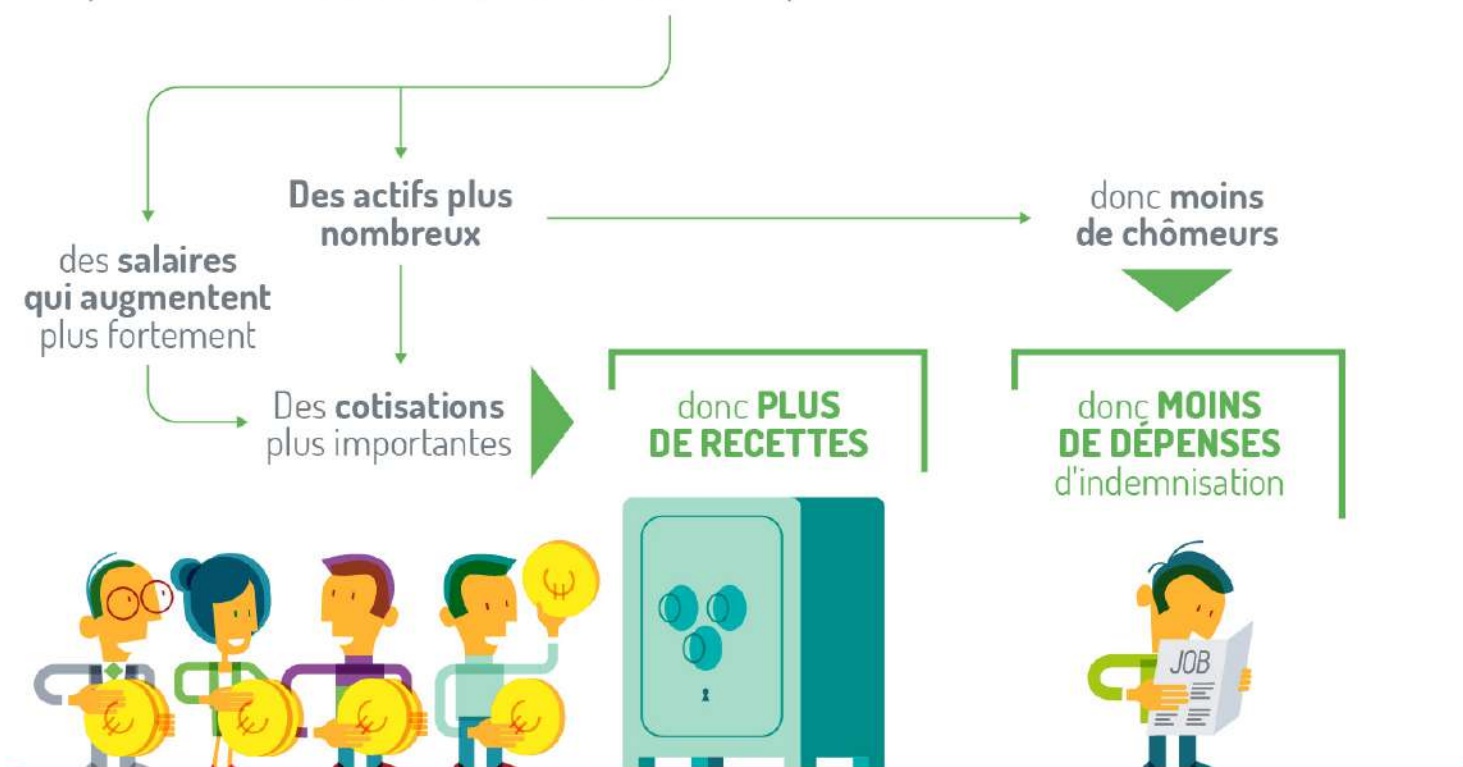 Des actifs plus
nombreux
donc moins
de chômeurs
des salaires
qui augmentent
plus fortement
Des cotisations
plus importantes
donc PLUS
DE RECETTES
donc MOINS
DE DÉPENSES
d'indemnisation
JOB